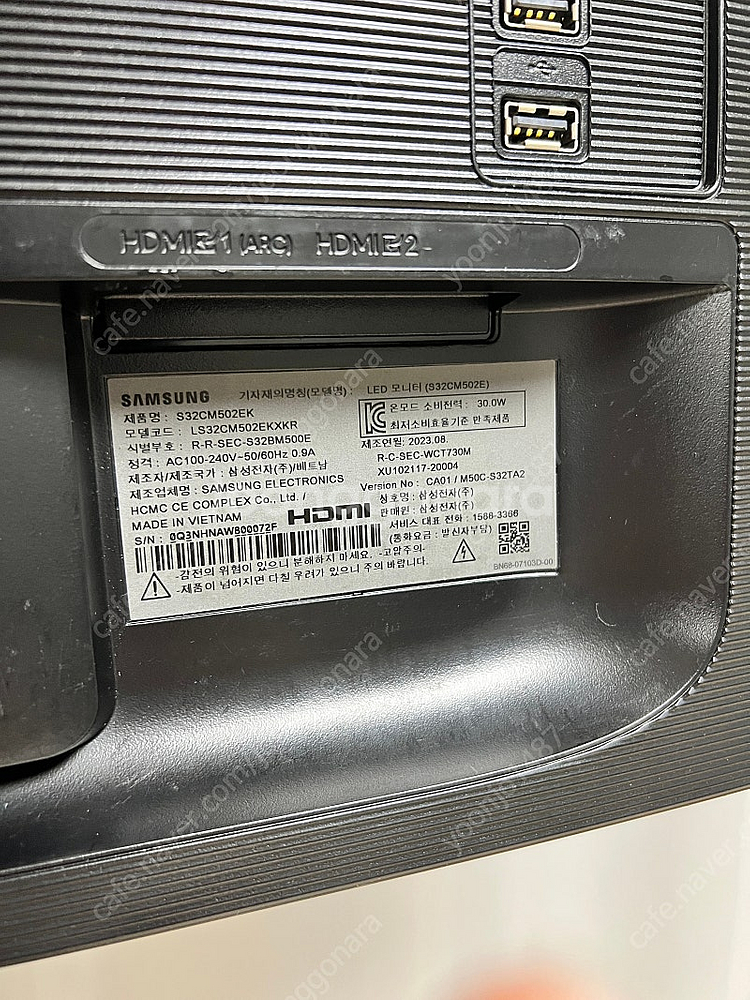 HDMI 1 (ARC) HDMI 2
SAMSUNG 기자재의명칭(모델명) : LED 모니터 (S32CM502E)
제품명 : S32CM502EK
모델코드 : LS32CM502EKXKR
식별부호 : R-R-SEC-S32BM500E
정격 : AC100-240V~50/60Hz 0.9A
제조자/제조국가 : 삼성전자(주)/베트남
제조업체명 : SAMSUNG ELECTRONICS
HCMC CE COMPLEX Co., Ltd. /
MADE IN VIETNAM
HDMI
S/N : 0Q3NHNAW800072F
온모드 소비전력 : 30.0W
최저소비효율기준 만족제품
제조연월: 2023.08.
R-C-SEC-WCT730M
XU102117-20004
Version No : CA01 / M50C-S32TA2
상호명 : 삼성전자(주)
판매원 : 삼성전자(주)
서비스 대표 전화 : 1588-3366
(통화요금 : 발신자부담)
-감전의 위험이 있으니 분해하지 마세요. -고압주의
-제품이 넘어지면 다칠 우려가 있으니 주의 바랍니다.
BN68-07103D-00